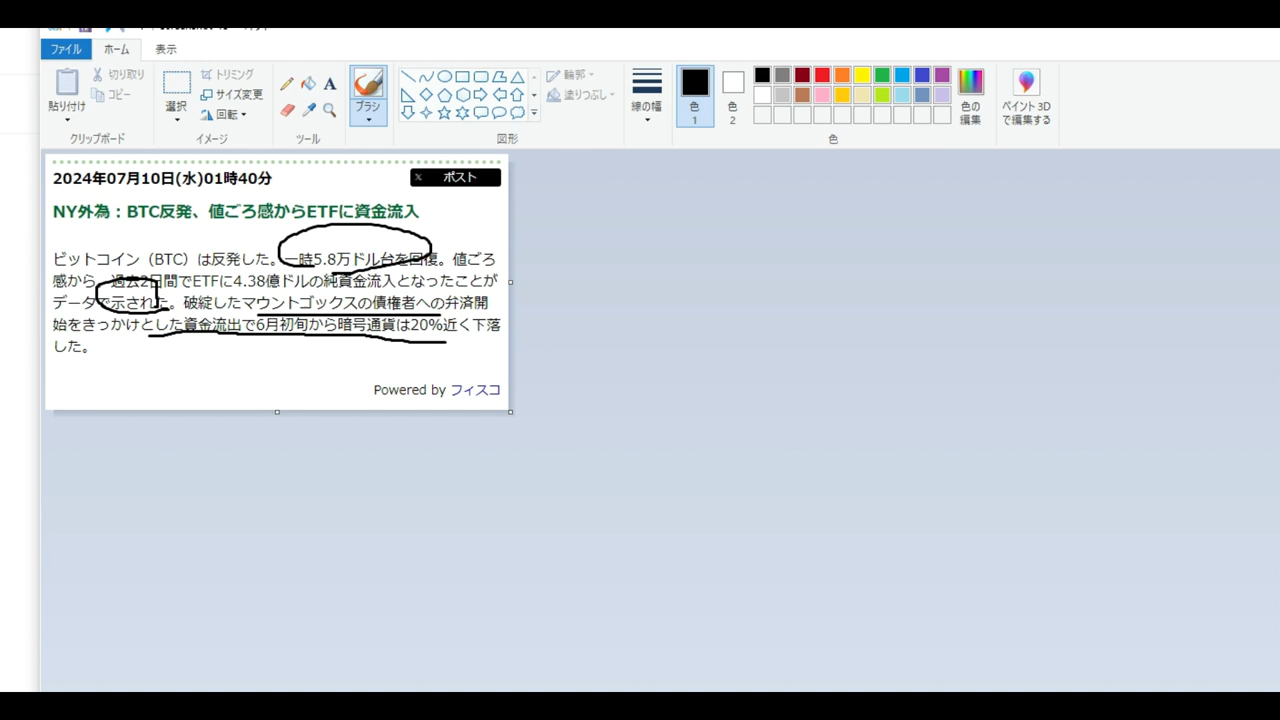 ファイル ホーム 表示
貼り付け 切り取り コピー 選択 トリミング サイズ変更 回転 A ブラシ 輪郭 塗りつぶし 線の幅 色 1 色 2 色の編集 ペイント 3D で編集する
クリップボード イメージ ツール 図形 色
2024年07月10日(水)01時40分 X ポスト
NY外為：BTC反発、値ごろ感からETFに資金流入
ビットコイン（BTC）は反発した。一時5.8万ドル台を回復。値ごろ
感から、過去2日間でETFに4.38億ドルの純資金流入となったことが
データで示された。破綻したマウントゴックスの債権者への弁済開
始をきっかけとした資金流出で6月初旬から暗号通貨は20%近く下落
した。
Powered by フィスコ